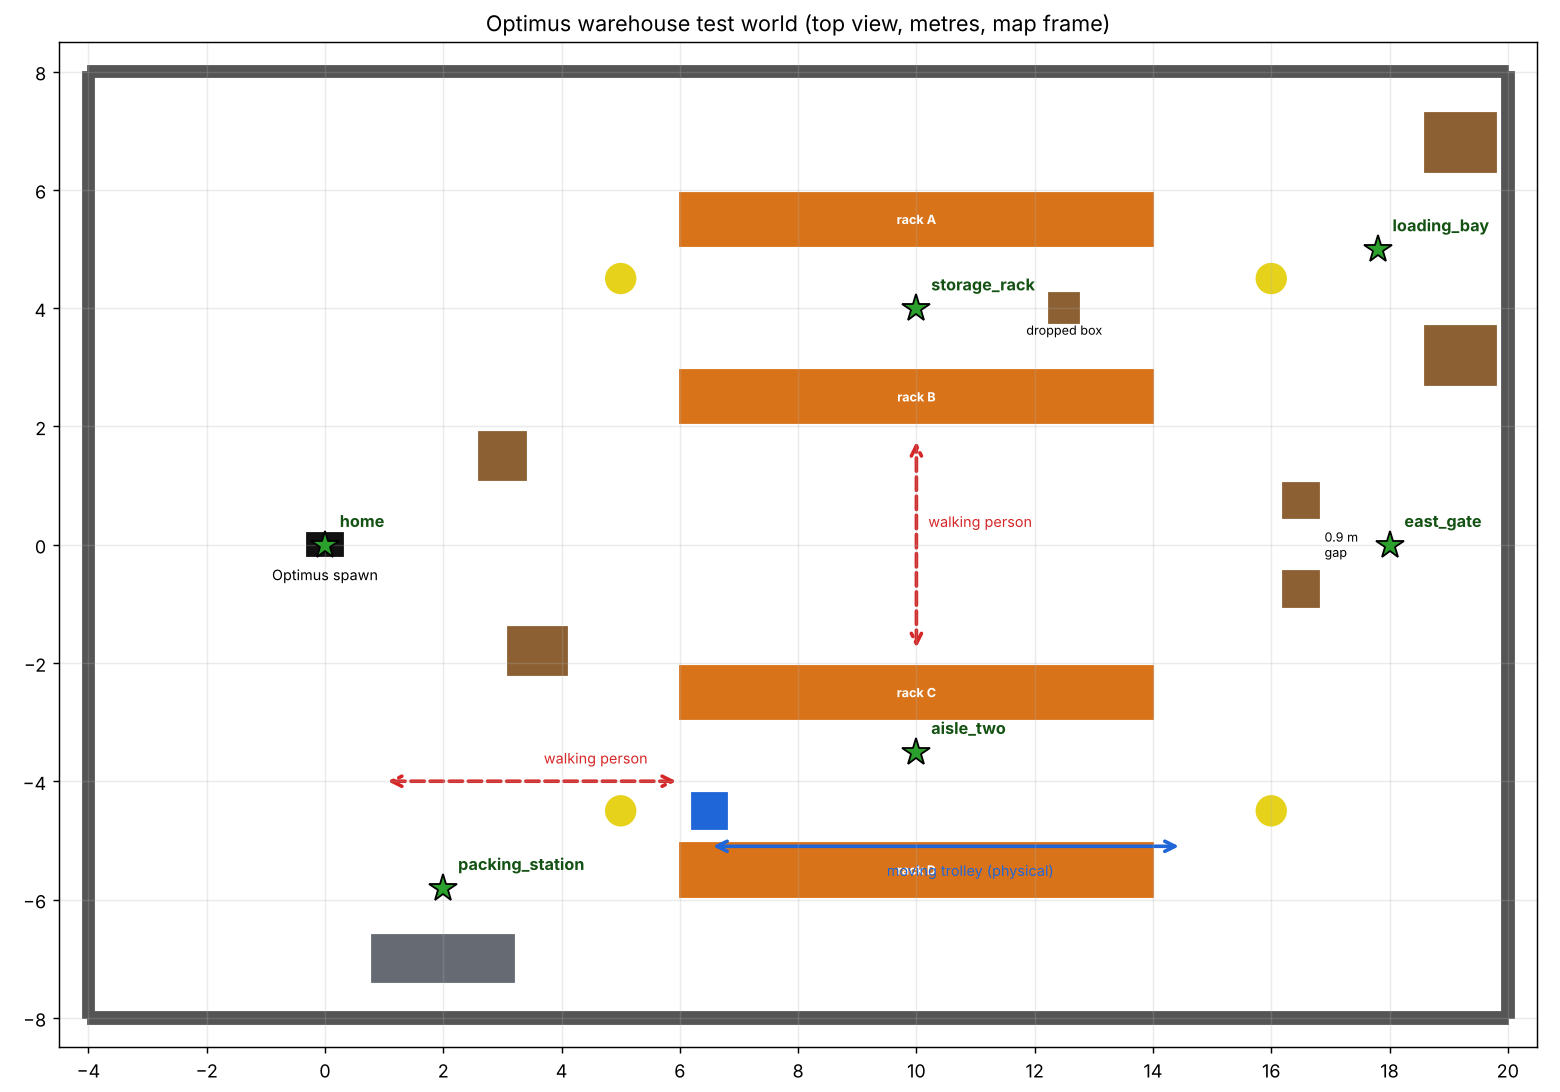 Optimus warehouse test world (top view, metres, map frame)
8
6
4
2
0
−2
−4
−6
−8
rack A
loading_bay
storage_rack
dropped box
rack B
home
Optimus spawn
walking person
east_gate
0.9 m
gap
rack C
aisle_two
walking person
packing_station
rack D
moving trolley (physical)
−4 −2 0 2 4 6 8 10 12 14 16 18 20